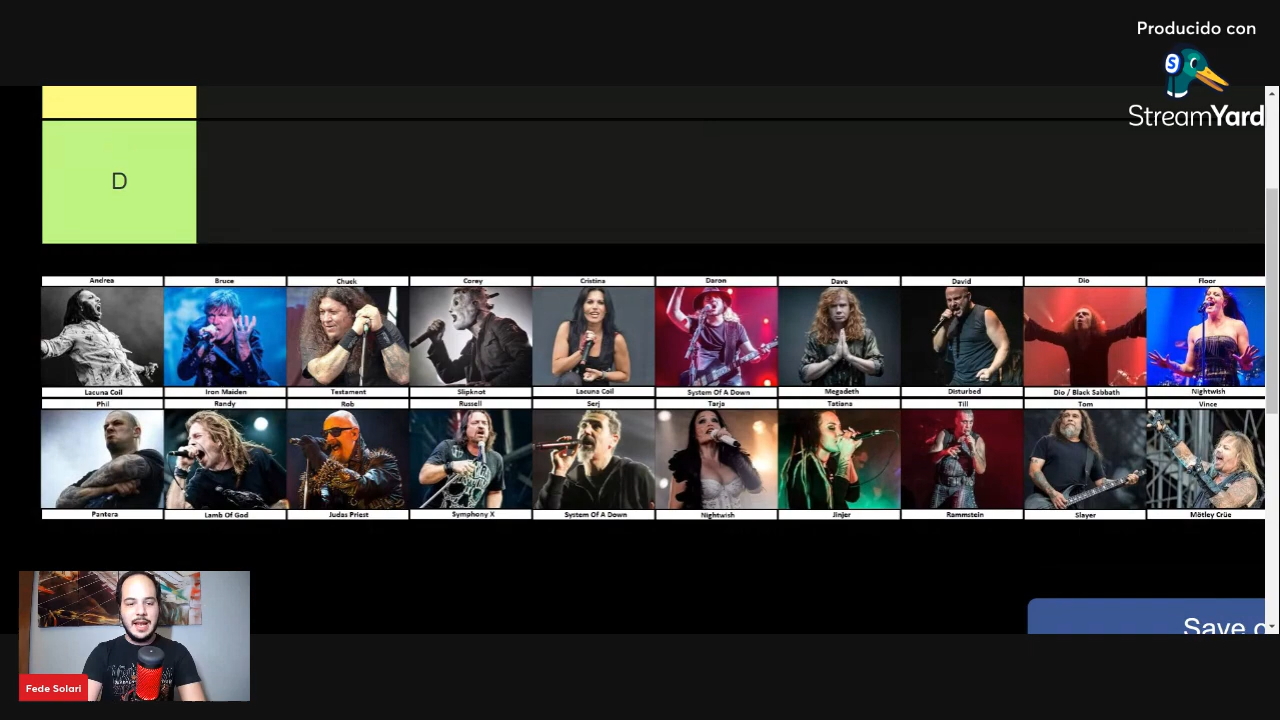 Producido con
StreamYard
D
Andrea Bruce Chuck Corey Cristina Daron Dave David Dio Floor
Lacuna Coil Iron Maiden Testament Slipknot Lacuna Coil System Of A Down Megadeth Disturbed Dio / Black Sabbath Nightwish
Phil Randy Rob Russell Serj Tarja Tatiana Till Tom Vince
Pantera Lamb Of God Judas Priest Symphony X System Of A Down Nightwish Jinjer Rammstein Slayer Mötley Crüe
Save o
Fede Solari